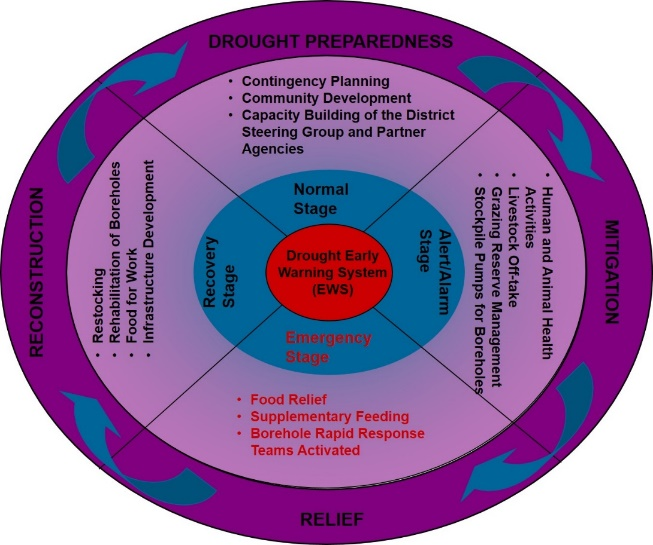 DROUGHT PREPAREDNESS
• Contingency Planning
• Community Development
• Capacity Building of the District
Steering Group and Partner
Agencies
Normal
Stage
MITIGATION
• Human and Animal Health
Activities
• Livestock Off-take
• Grazing Reserve Management
• Stockpile Pumps for Boreholes
Alert/Alarm
Stage
Drought Early
Warning System
(EWS)
Emergency
Stage
• Food Relief
• Supplementary Feeding
• Borehole Rapid Response
Teams Activated
RELIEF
RECONSTRUCTION
• Restocking
• Rehabilitation of Boreholes
• Food for Work
• Infrastructure Development
Recovery
Stage